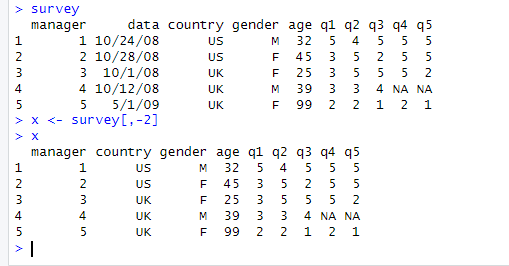 > survey
  manager     data country gender age q1 q2 q3 q4 q5
1       1 10/24/08      US      M  32  5  4  5  5  5
2       2 10/28/08      US      F  45  3  5  2  5  5
3       3  10/1/08      UK      F  25  3  5  5  5  2
4       4 10/12/08      UK      M  39  3  3  4 NA NA
5       5   5/1/09      UK      F  99  2  2  1  2  1
> x <- survey[,-2]
> x
  manager country gender age q1 q2 q3 q4 q5
1       1      US      M  32  5  4  5  5  5
2       2      US      F  45  3  5  2  5  5
3       3      UK      F  25  3  5  5  5  2
4       4      UK      M  39  3  3  4 NA NA
5       5      UK      F  99  2  2  1  2  1
>